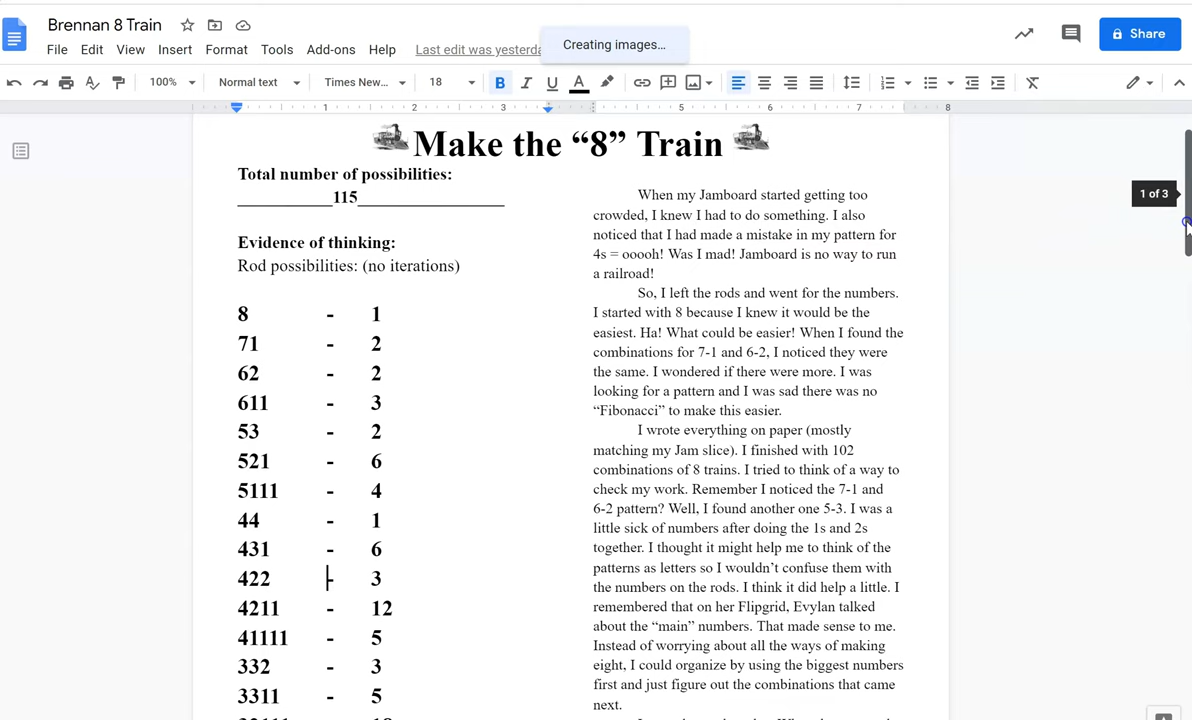 Brennan 8 Train
Creating images...
File Edit View Insert Format Tools Add-ons Help Last edit was yesterda
Share
100% Normal text Times New... 18 B I U A
1 2 3 5 6 7 8
Make the “8” Train
1 of 3
Total number of possibilities:
___________115_________________
Evidence of thinking:
Rod possibilities: (no iterations)
8 - 1
71 - 2
62 - 2
611 - 3
53 - 2
521 - 6
5111 - 4
44 - 1
431 - 6
422 - 3
4211 - 12
41111 - 5
332 - 3
3311 - 5
When my Jamboard started getting too
crowded, I knew I had to do something. I also
noticed that I had made a mistake in my pattern for
4s = ooooh! Was I mad! Jamboard is no way to run
a railroad!
So, I left the rods and went for the numbers.
I started with 8 because I knew it would be the
easiest. Ha! What could be easier! When I found the
combinations for 7-1 and 6-2, I noticed they were
the same. I wondered if there were more. I was
looking for a pattern and I was sad there was no
“Fibonacci” to make this easier.
I wrote everything on paper (mostly
matching my Jam slice). I finished with 102
combinations of 8 trains. I tried to think of a way to
check my work. Remember I noticed the 7-1 and
6-2 pattern? Well, I found another one 5-3. I was a
little sick of numbers after doing the 1s and 2s
together. I thought it might help me to think of the
patterns as letters so I wouldn’t confuse them with
the numbers on the rods. I think it did help a little. I
remembered that on her Flipgrid, Evylan talked
about the “main” numbers. That made sense to me.
Instead of worrying about all the ways of making
eight, I could organize by using the biggest numbers
first and just figure out the combinations that came
next.